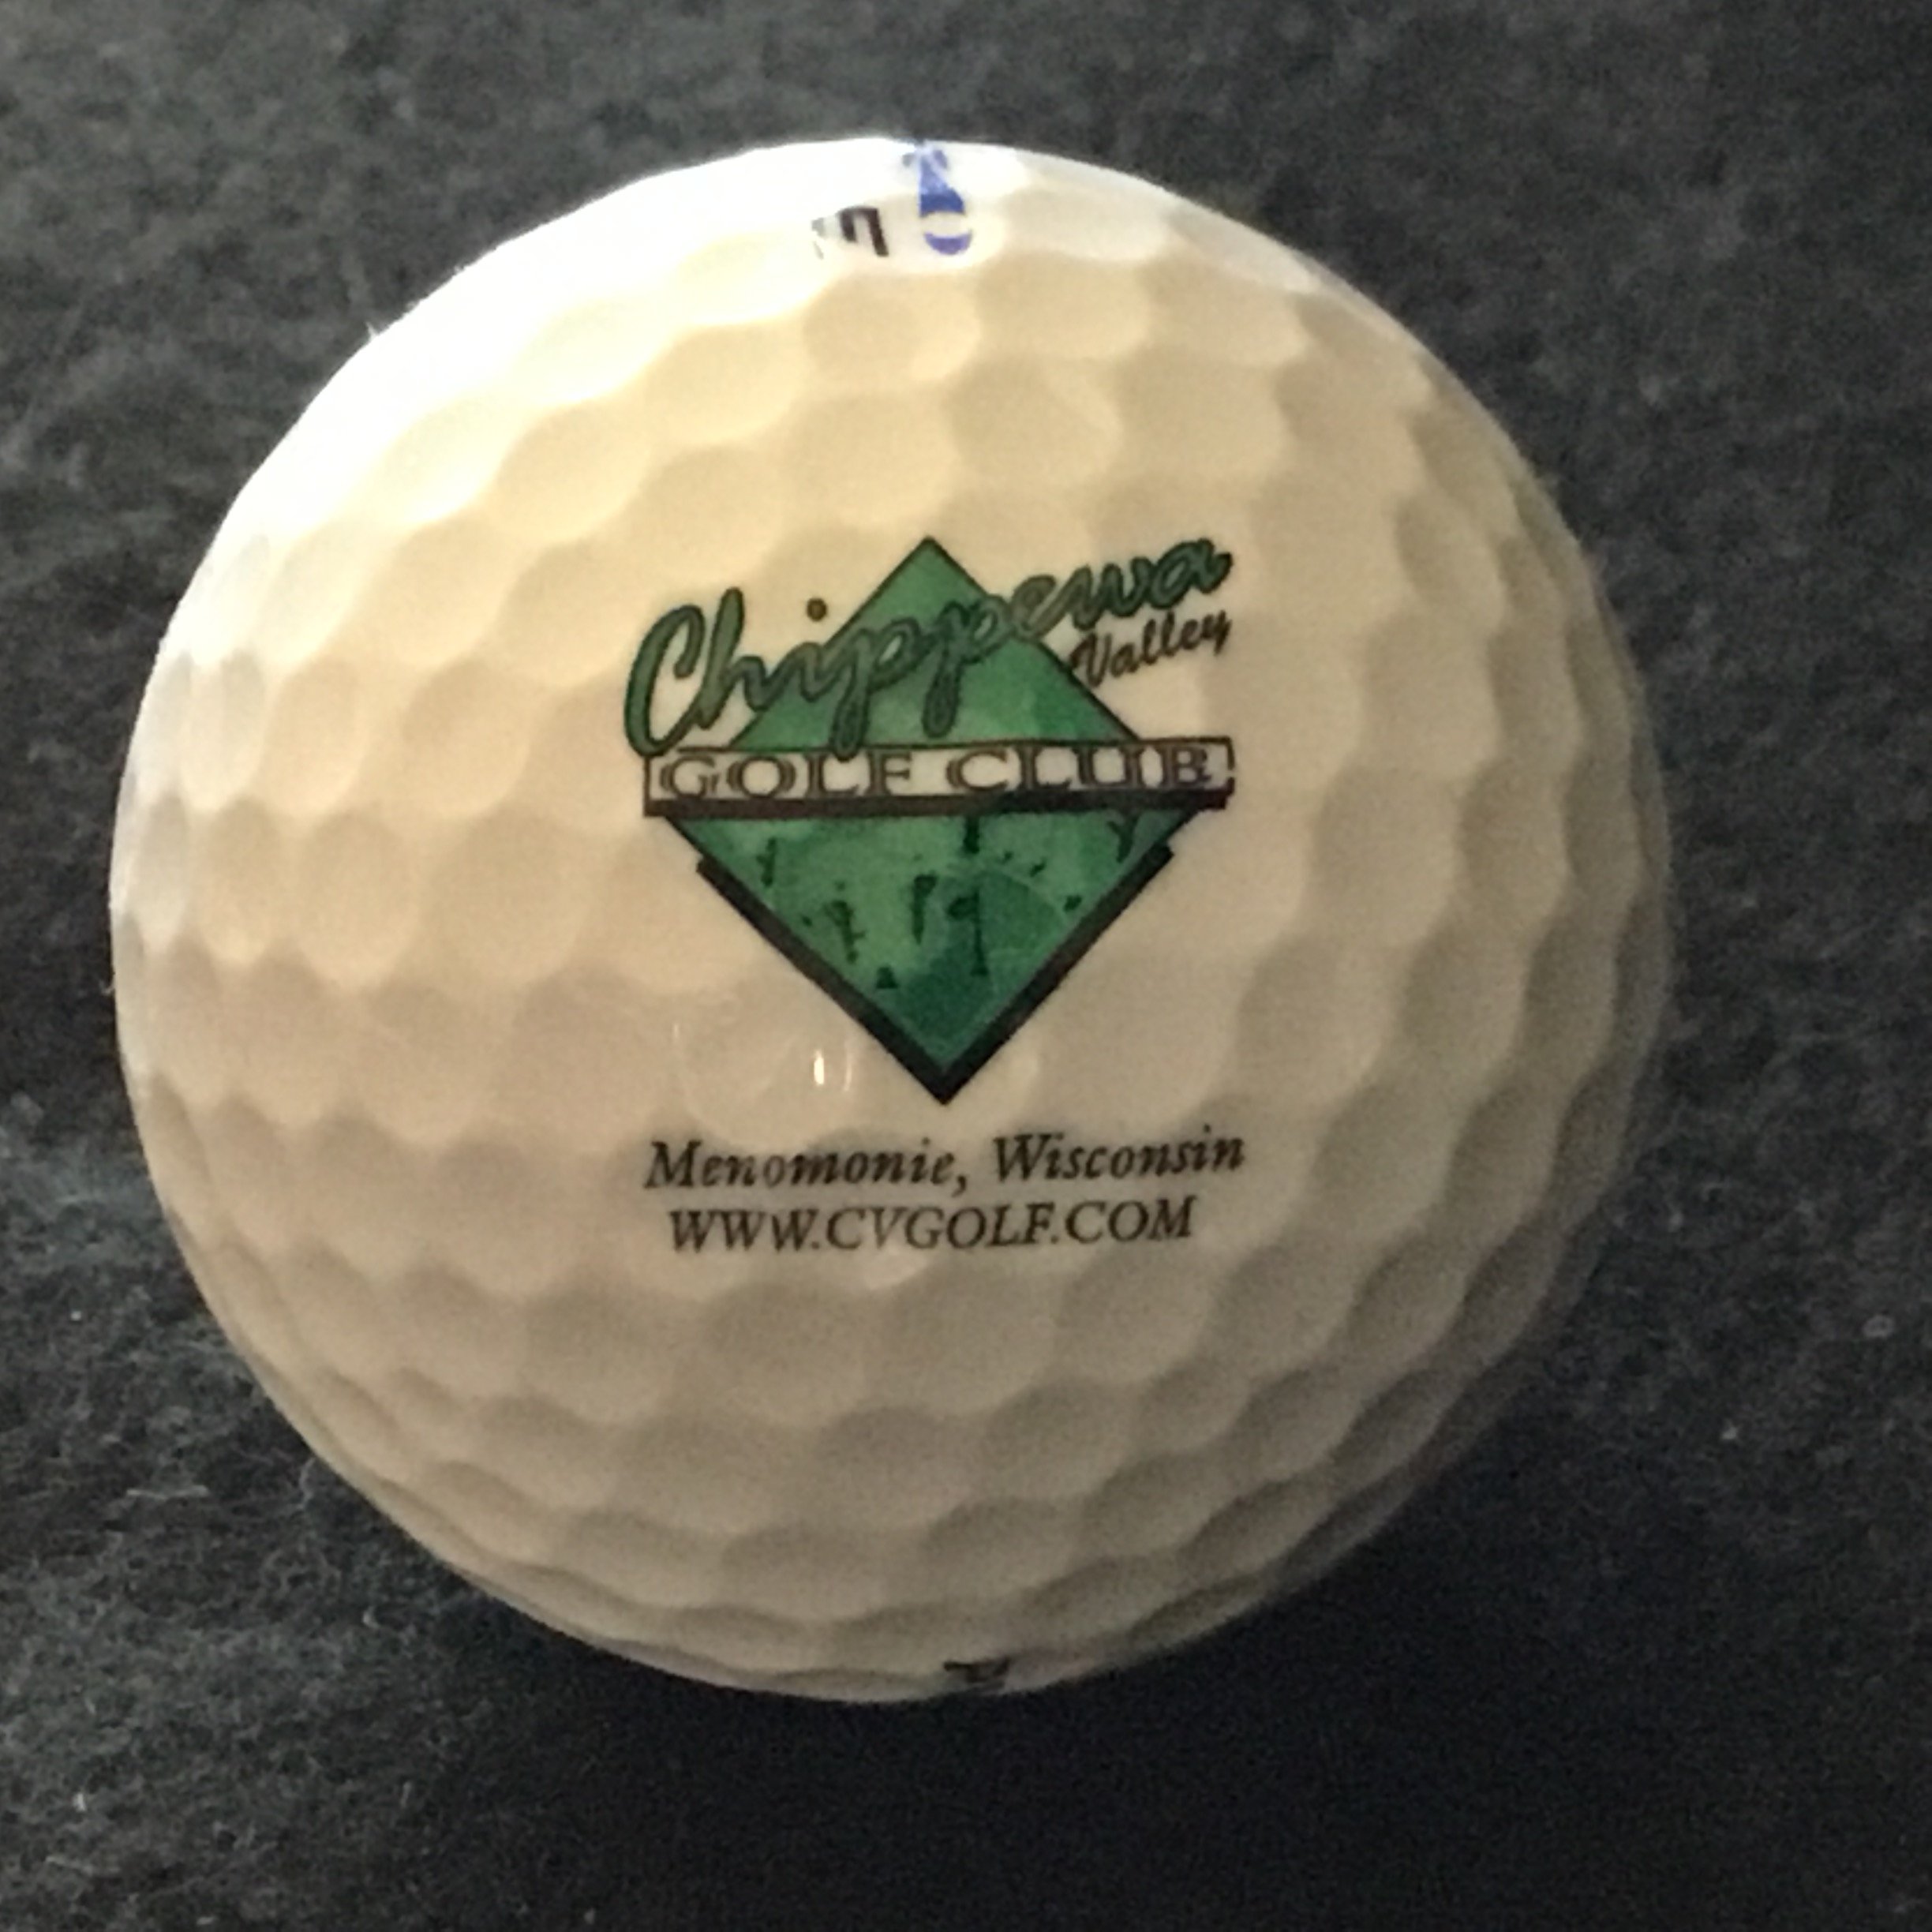 Chippewa
Valley
GOLF CLUB
Menomonie, Wisconsin
WWW.CVGOLF.COM